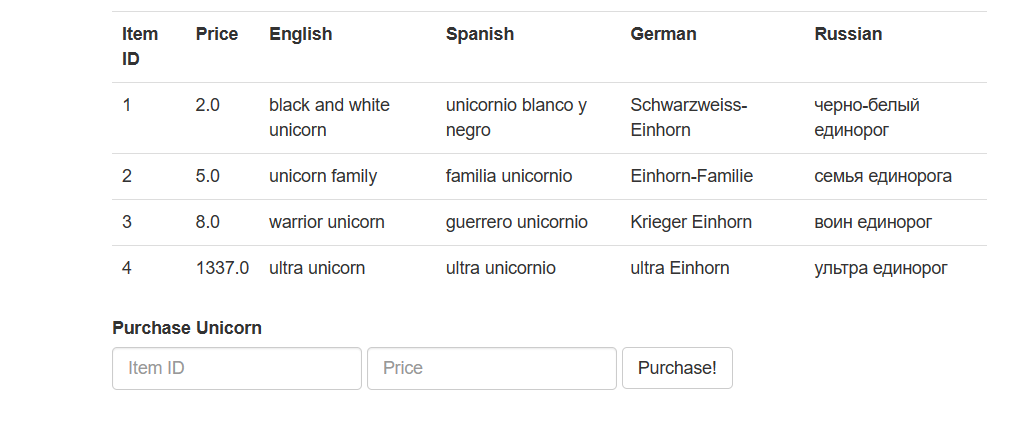 Item ID Price English Spanish German Russian
1 2.0 black and white unicorn unicornio blanco y negro Schwarzweiss-Einhorn черно-белый единорог
2 5.0 unicorn family familia unicornio Einhorn-Familie семья единорога
3 8.0 warrior unicorn guerrero unicornio Krieger Einhorn воин единорог
4 1337.0 ultra unicorn ultra unicornio ultra Einhorn ультра единорог
Purchase Unicorn
Item ID Price Purchase!